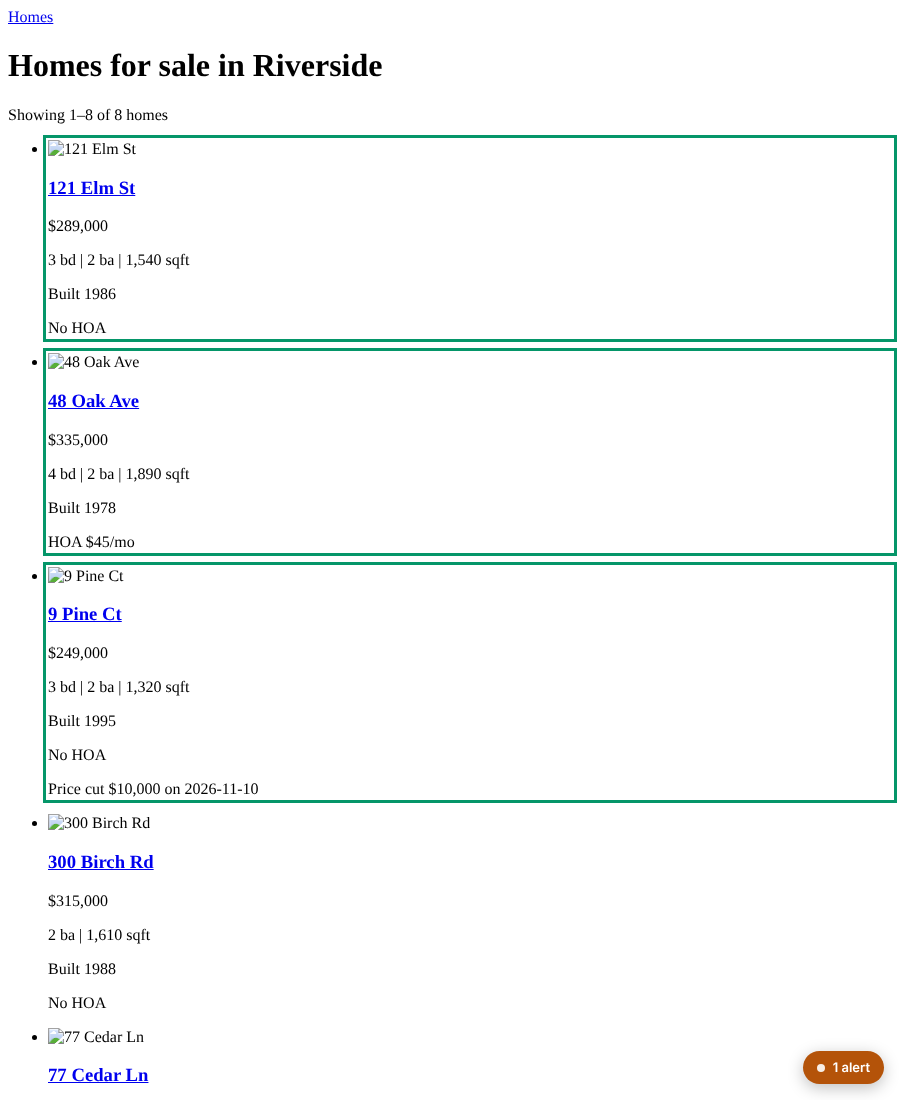 Homes
Homes for sale in Riverside
Showing 1–8 of 8 homes
121 Elm St
121 Elm St
$289,000
3 bd | 2 ba | 1,540 sqft
Built 1986
No HOA
48 Oak Ave
48 Oak Ave
$335,000
4 bd | 2 ba | 1,890 sqft
Built 1978
HOA $45/mo
9 Pine Ct
9 Pine Ct
$249,000
3 bd | 2 ba | 1,320 sqft
Built 1995
No HOA
Price cut $10,000 on 2026-11-10
300 Birch Rd
300 Birch Rd
$315,000
2 ba | 1,610 sqft
Built 1988
No HOA
77 Cedar Ln
77 Cedar Ln
1 alert